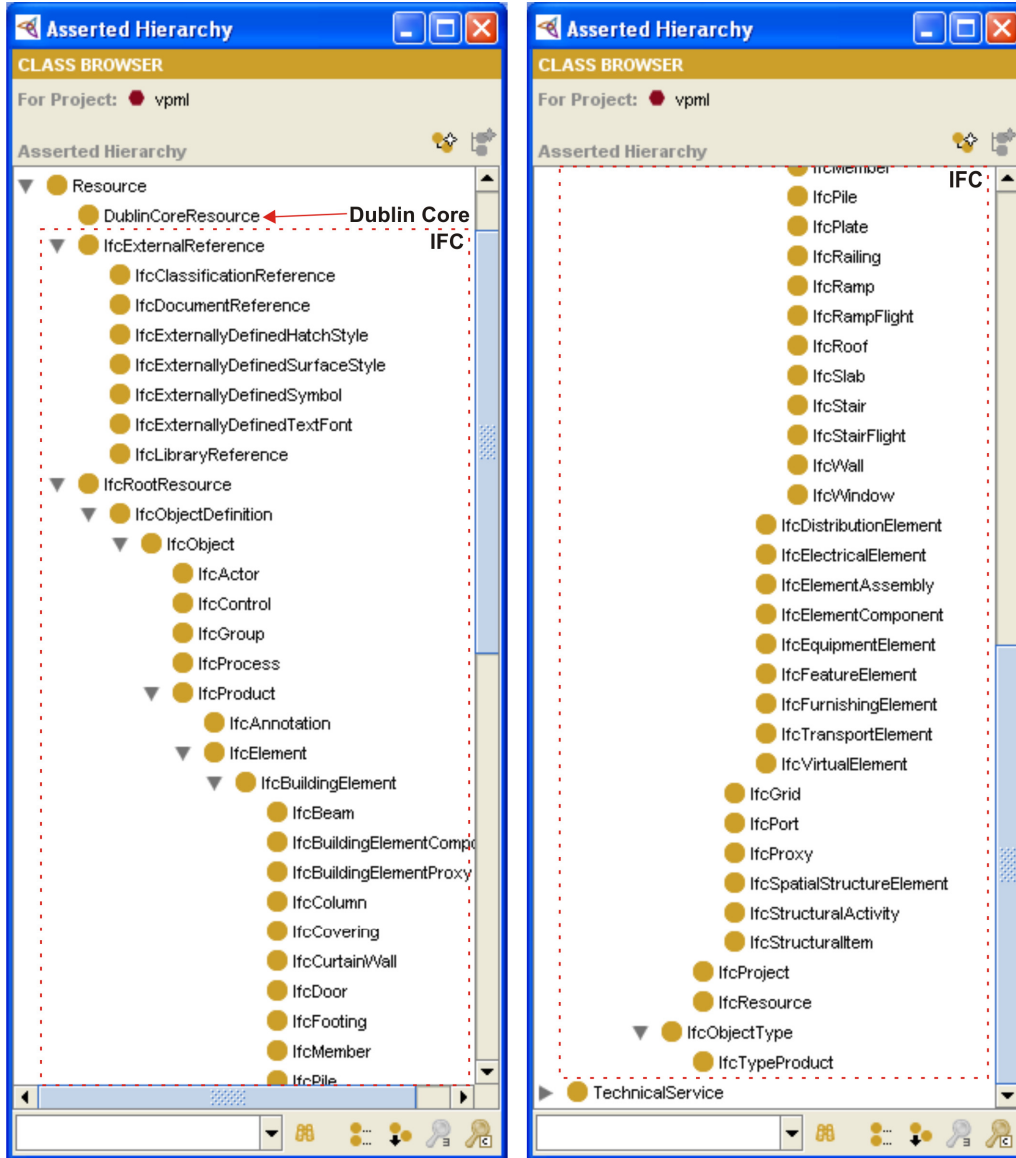 Asserted Hierarchy
CLASS BROWSER
For Project: vpml
Asserted Hierarchy
Resource
DublinCoreResource
Dublin Core
IFC
IfcExternalReference
IfcClassificationReference
IfcDocumentReference
IfcExternallyDefinedHatchStyle
IfcExternallyDefinedSurfaceStyle
IfcExternallyDefinedSymbol
IfcExternallyDefinedTextFont
IfcLibraryReference
IfcRootResource
IfcObjectDefinition
IfcObject
IfcActor
IfcControl
IfcGroup
IfcProcess
IfcProduct
IfcAnnotation
IfcElement
IfcBuildingElement
IfcBeam
IfcBuildingElementCompo
IfcBuildingElementProxy
IfcColumn
IfcCovering
IfcCurtainWall
IfcDoor
IfcFooting
IfcMember
IfcPile
Asserted Hierarchy
CLASS BROWSER
For Project: vpml
Asserted Hierarchy
IfcMember
IFC
IfcPile
IfcPlate
IfcRailing
IfcRamp
IfcRampFlight
IfcRoof
IfcSlab
IfcStair
IfcStairFlight
IfcWall
IfcWindow
IfcDistributionElement
IfcElectricalElement
IfcElementAssembly
IfcElementComponent
IfcEquipmentElement
IfcFeatureElement
IfcFurnishingElement
IfcTransportElement
IfcVirtualElement
IfcGrid
IfcPort
IfcProxy
IfcSpatialStructureElement
IfcStructuralActivity
IfcStructuralItem
IfcProject
IfcResource
IfcObjectType
IfcTypeProduct
TechnicalService